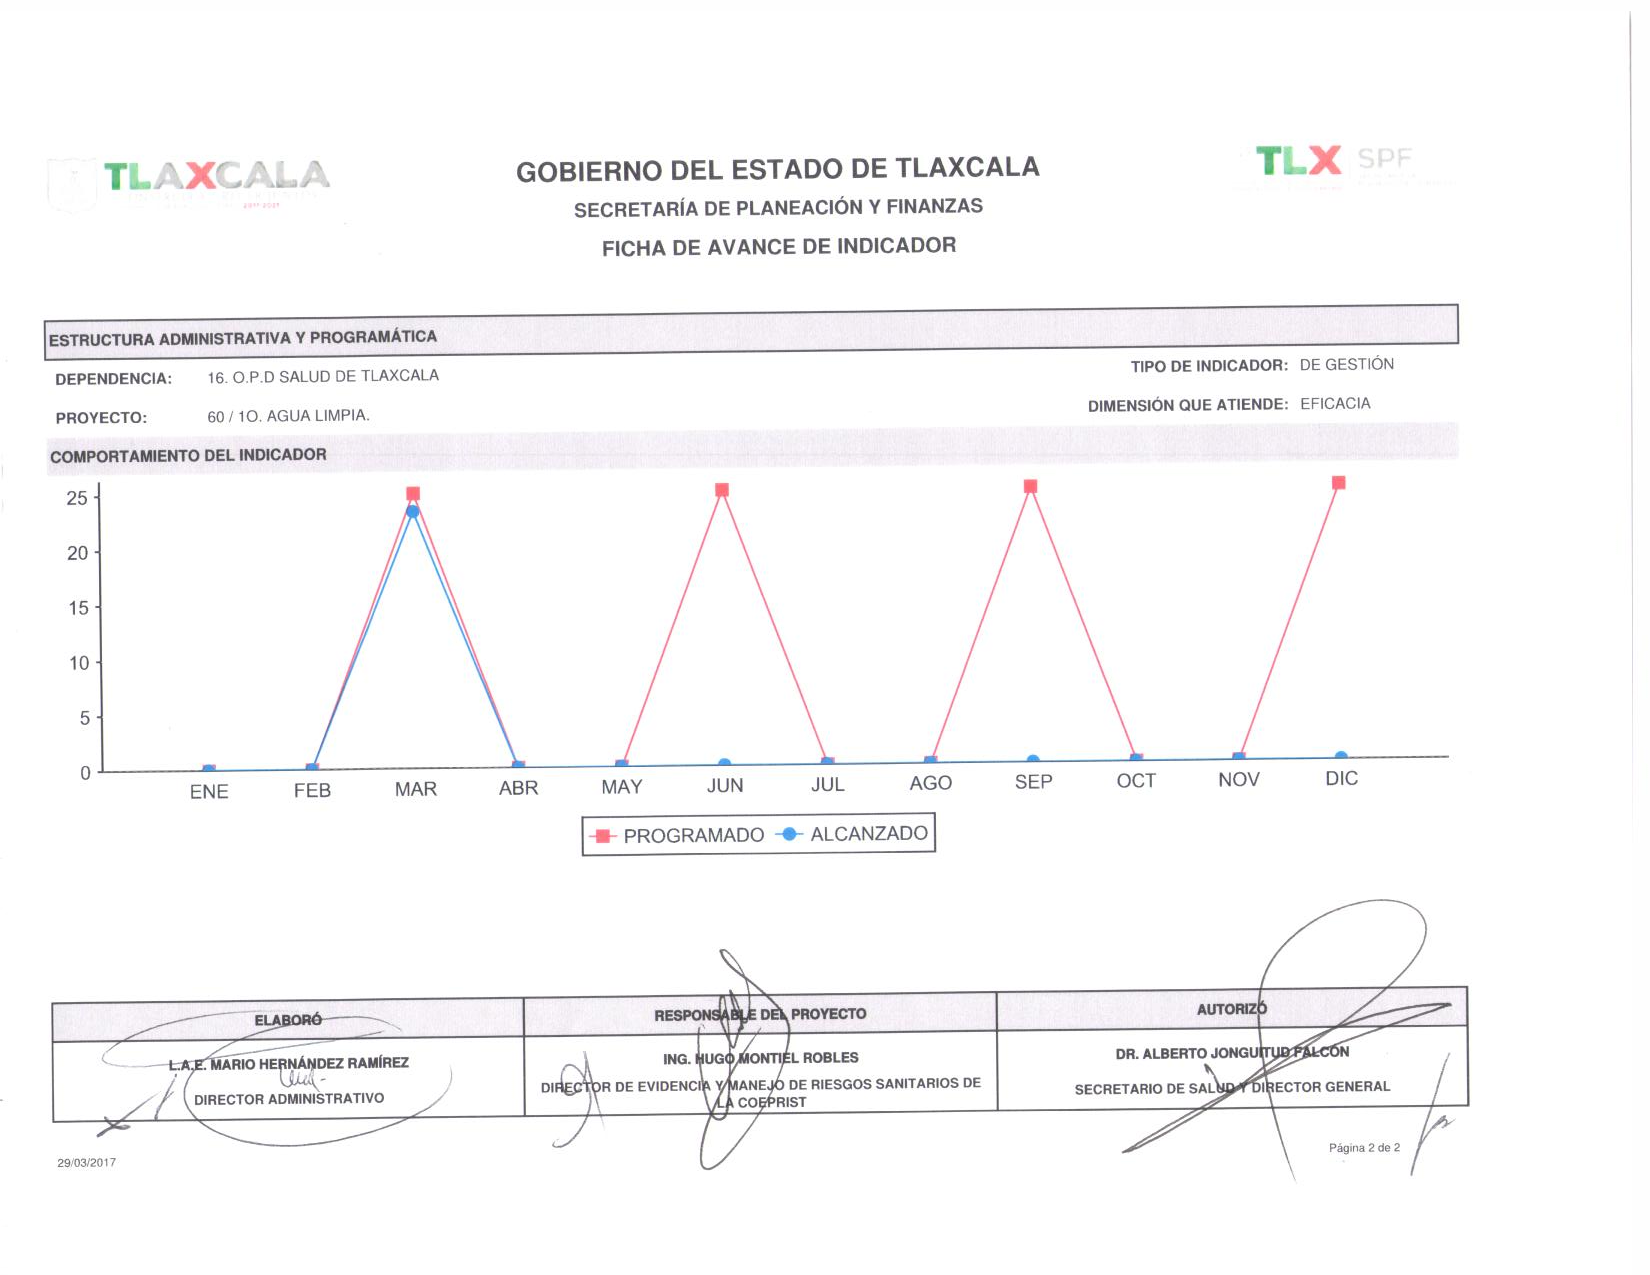 TLAXCALA
GOBIERNO DEL ESTADO DE TLAXCALA
TLX SPF
SECRETARÍA DE PLANEACIÓN Y FINANZAS
FICHA DE AVANCE DE INDICADOR
ESTRUCTURA ADMINISTRATIVA Y PROGRAMÁTICA
DEPENDENCIA: 16. O.P.D SALUD DE TLAXCALA
TIPO DE INDICADOR: DE GESTIÓN
PROYECTO: 60 / 1O. AGUA LIMPIA.
DIMENSIÓN QUE ATIENDE: EFICACIA
COMPORTAMIENTO DEL INDICADOR
25
20
15
10
5
0
ENE FEB MAR ABR MAY JUN JUL AGO SEP OCT NOV DIC
PROGRAMADO ALCANZADO
ELABORÓ
L.A.E. MARIO HERNÁNDEZ RAMÍREZ
DIRECTOR ADMINISTRATIVO
RESPONSABLE DEL PROYECTO
ING. HUGO MONTIEL ROBLES
DIRECTOR DE EVIDENCIA Y MANEJO DE RIESGOS SANITARIOS DE
LA COEPRIST
AUTORIZÓ
DR. ALBERTO JONGUITUD FALCÓN
SECRETARIO DE SALUD Y DIRECTOR GENERAL
29/03/2017
Página 2 de 2